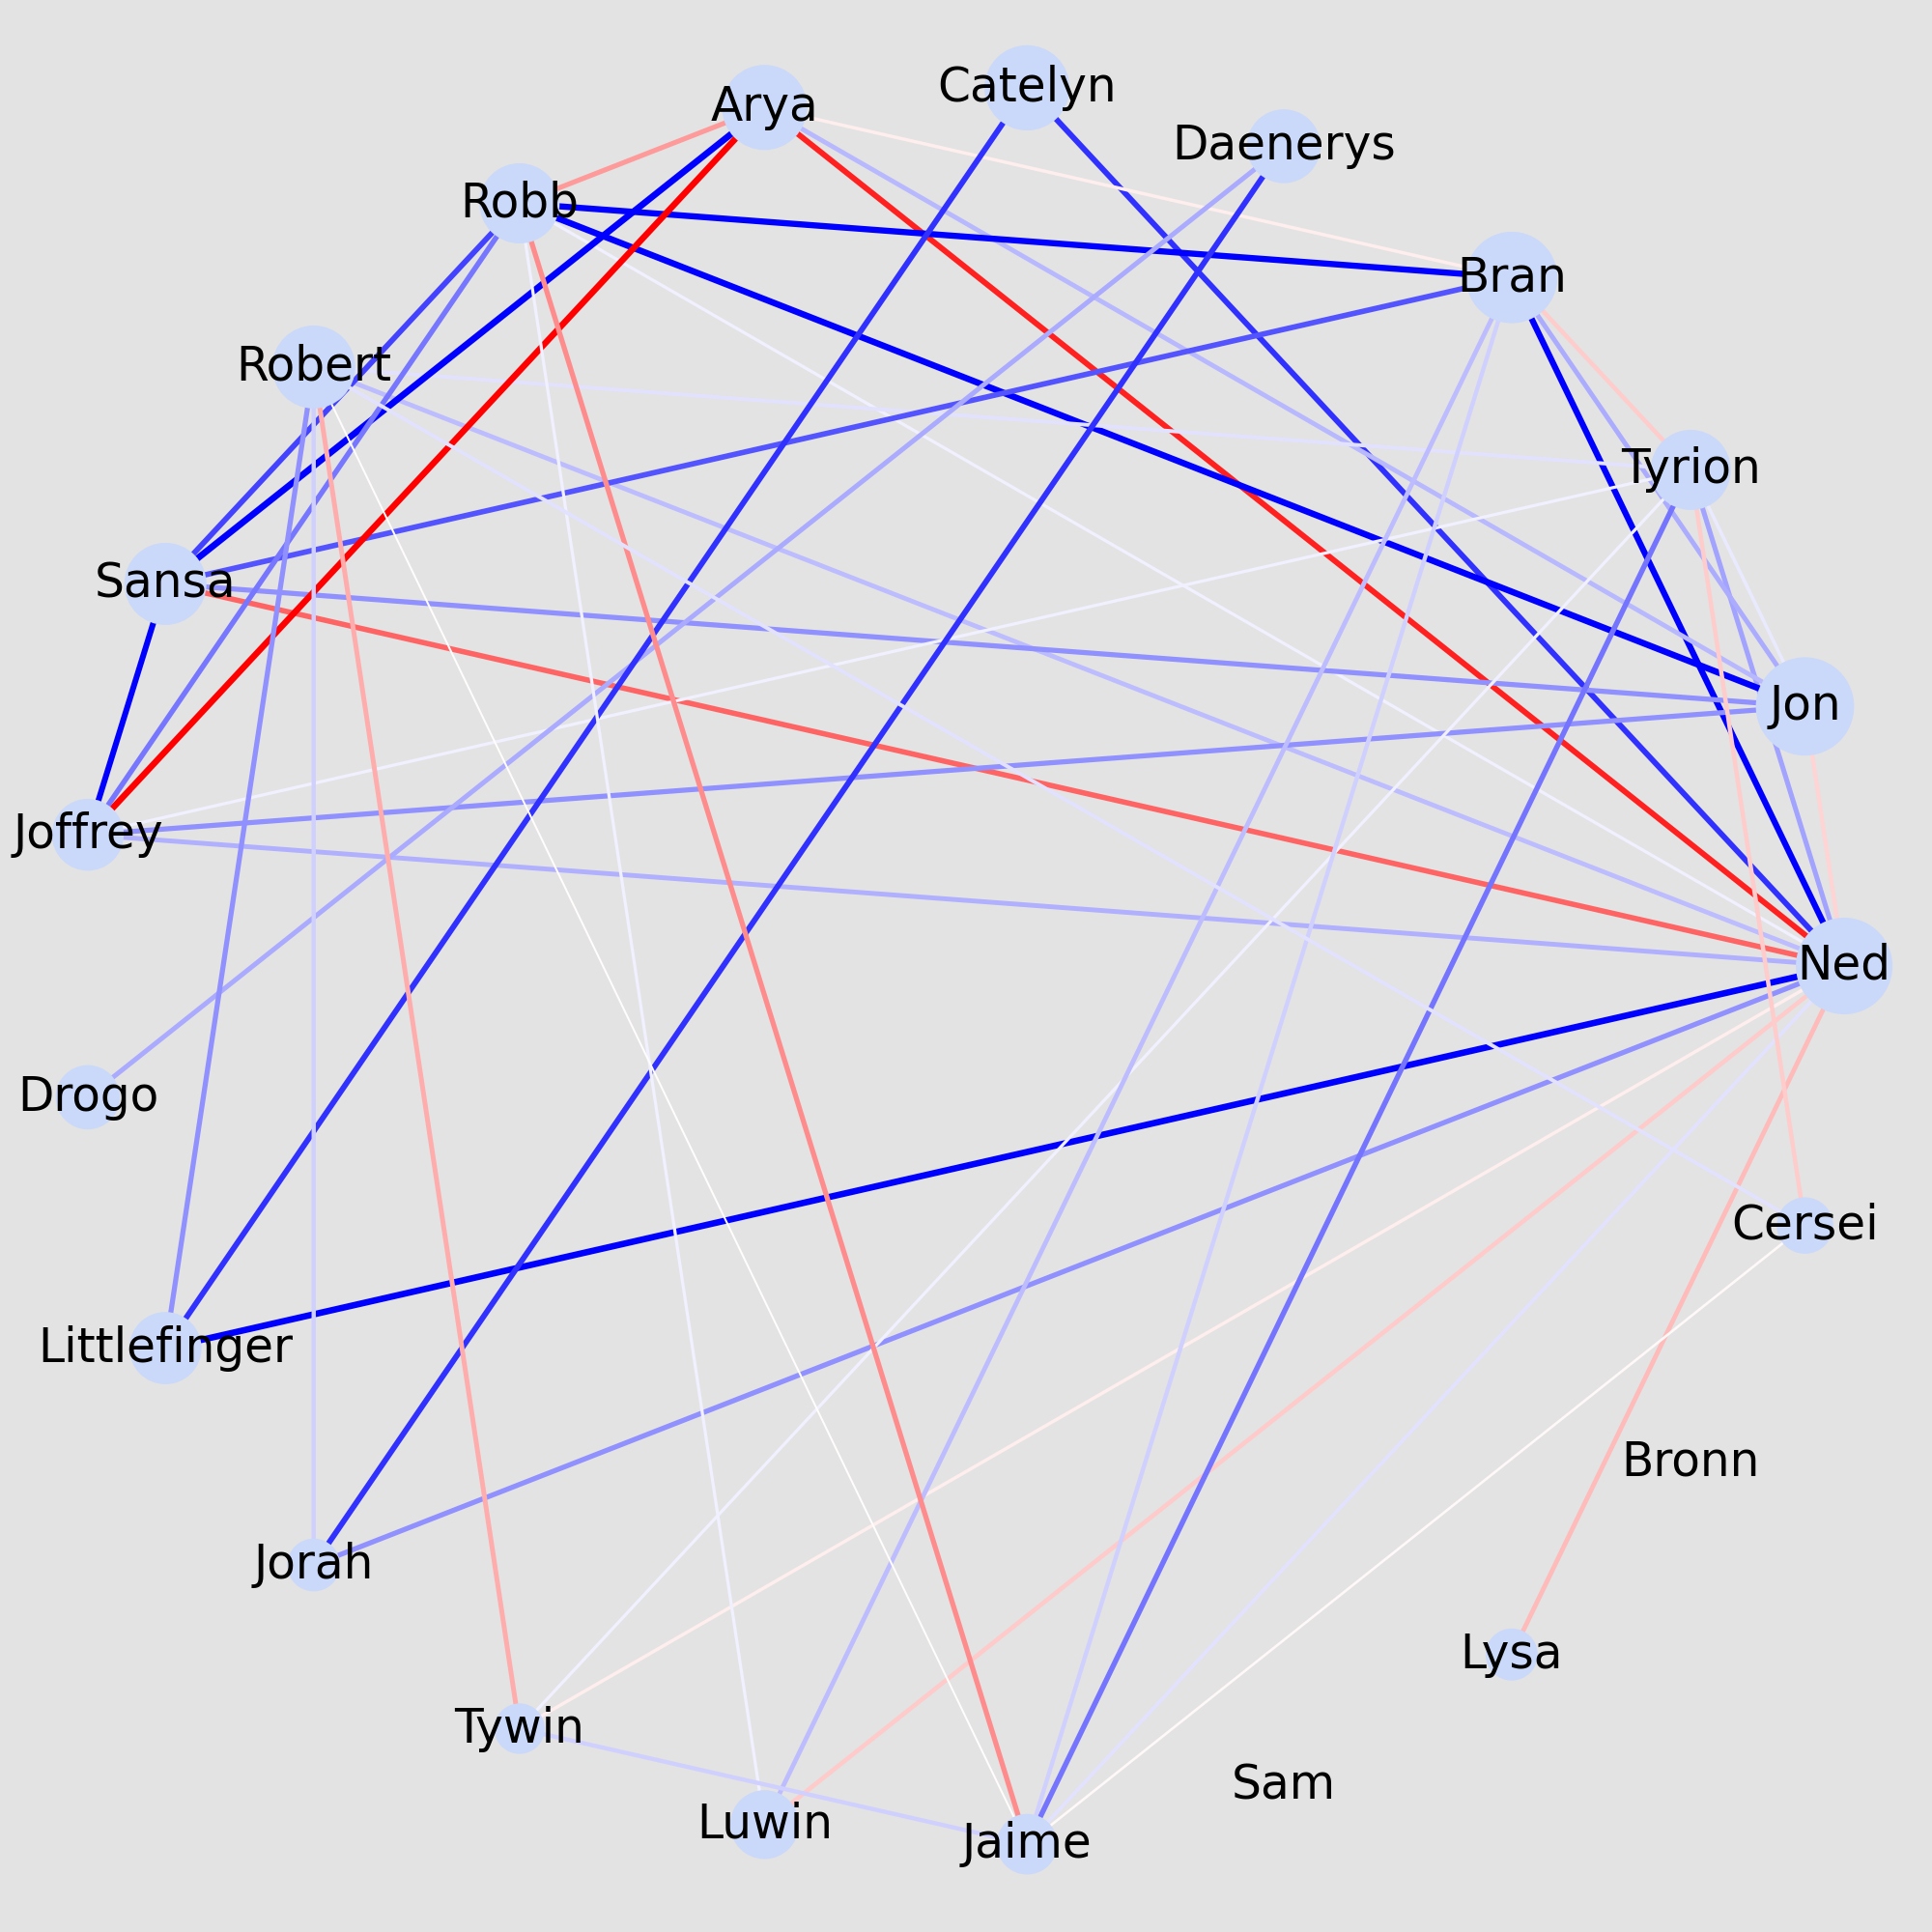 Catelyn
Arya
Daenerys
Robb
Bran
Robert
Tyrion
Sansa
Jon
Joffrey
Ned
Drogo
Cersei
Littlefinger
Bronn
Jorah
Lysa
Tywin
Sam
Luwin
Jaime